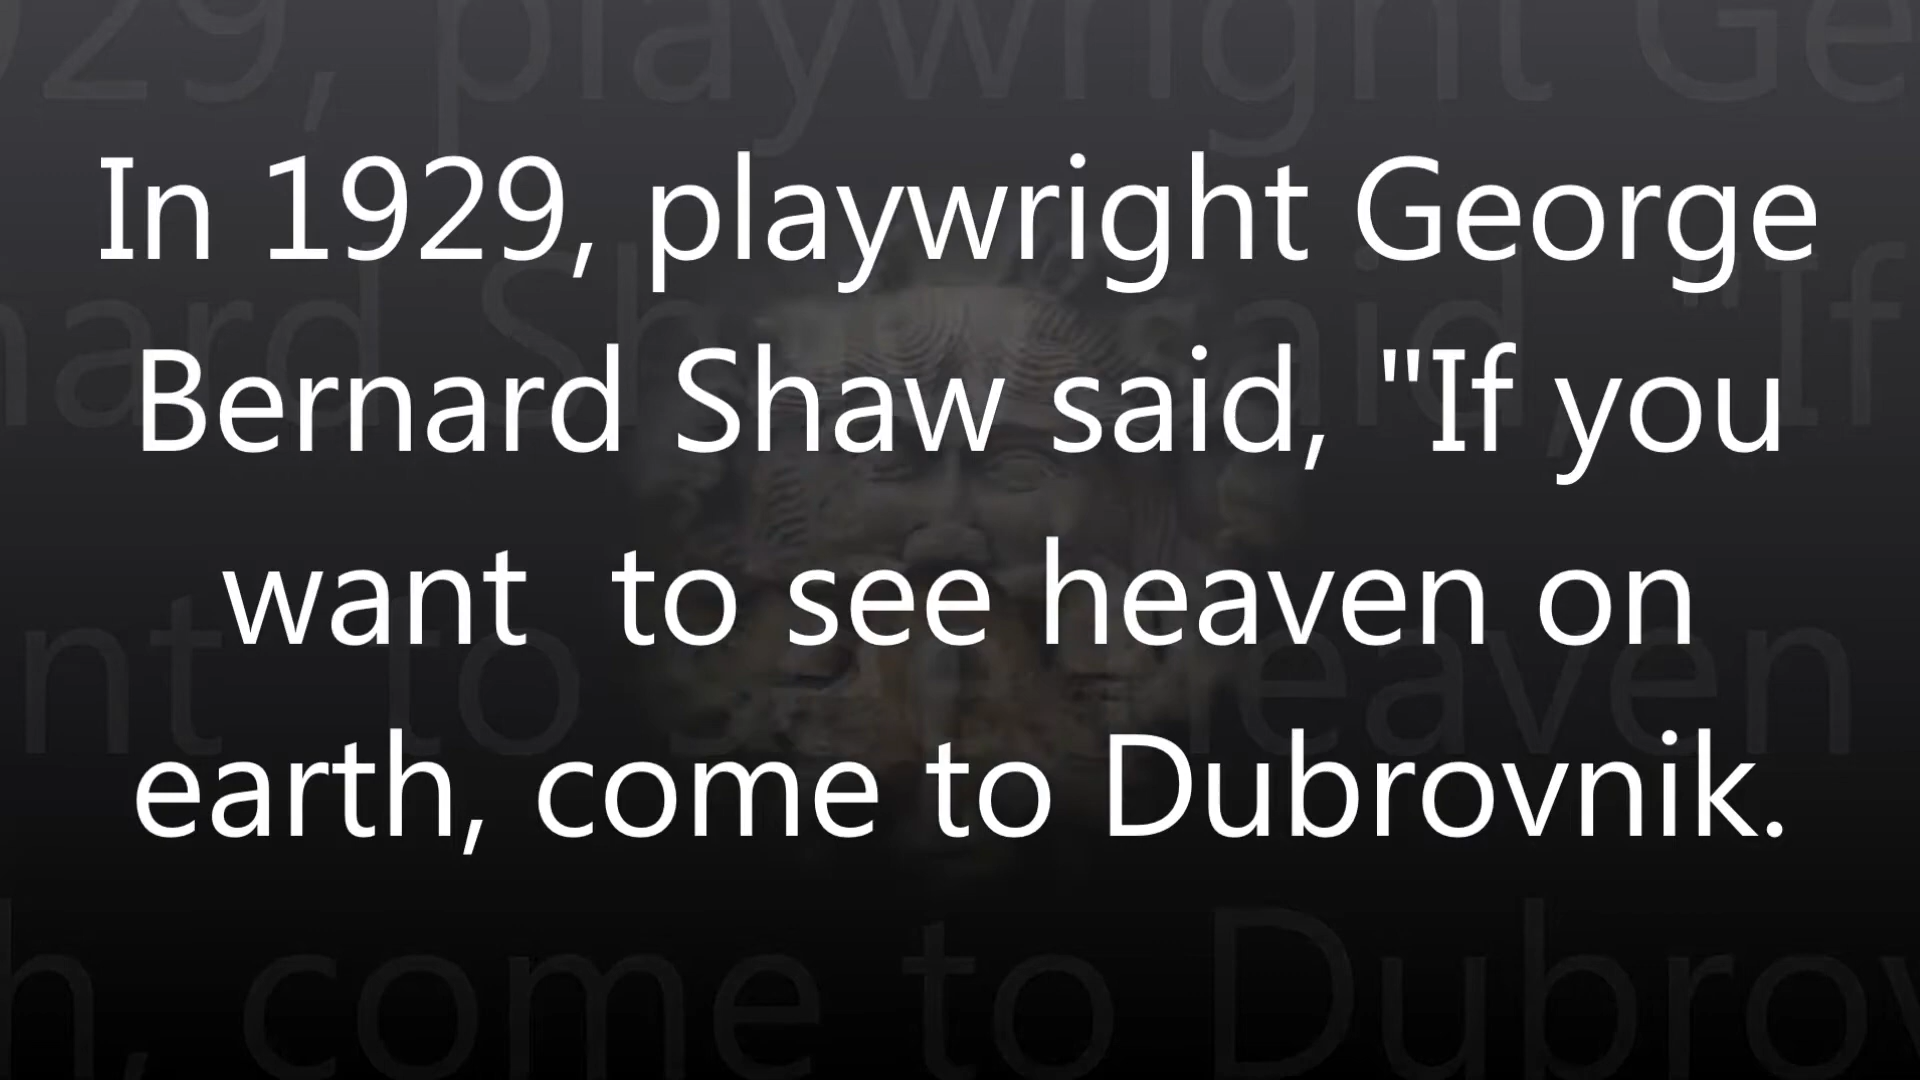 In 1929, playwright George
Bernard Shaw said, "If you
want  to see heaven on
earth, come to Dubrovnik.